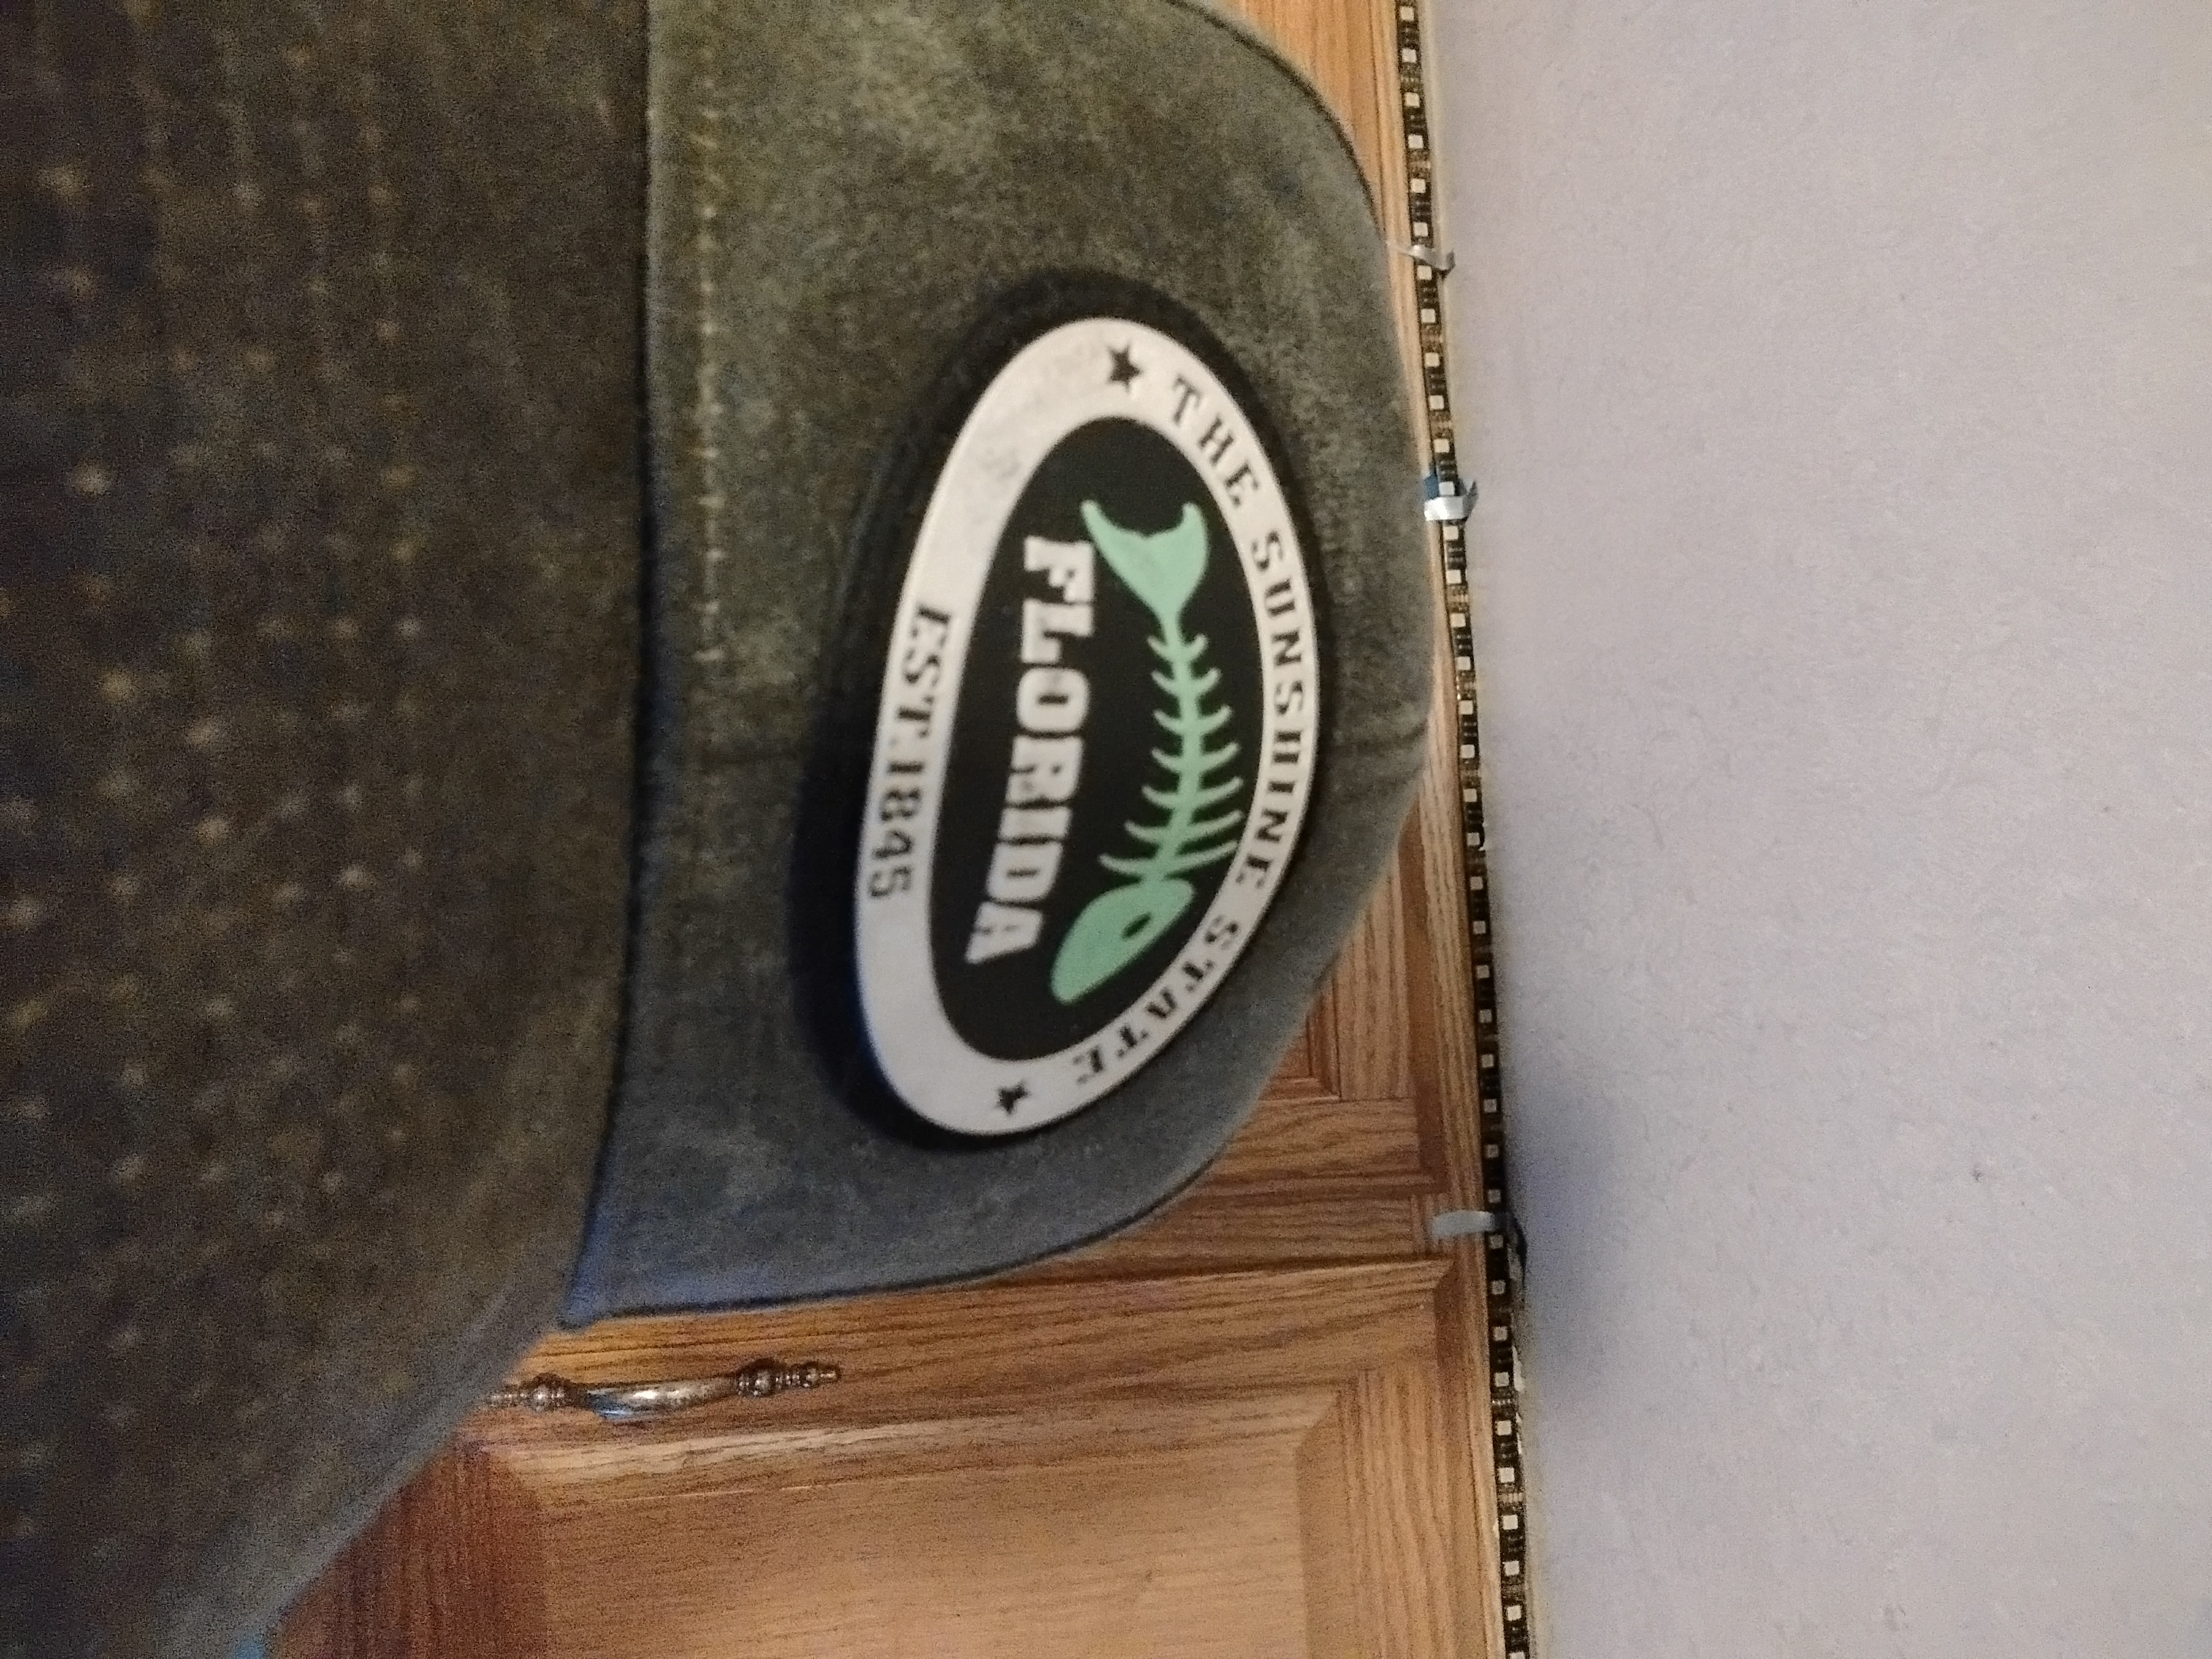 THE SUNSHINE STATE
FLORIDA
EST.1845